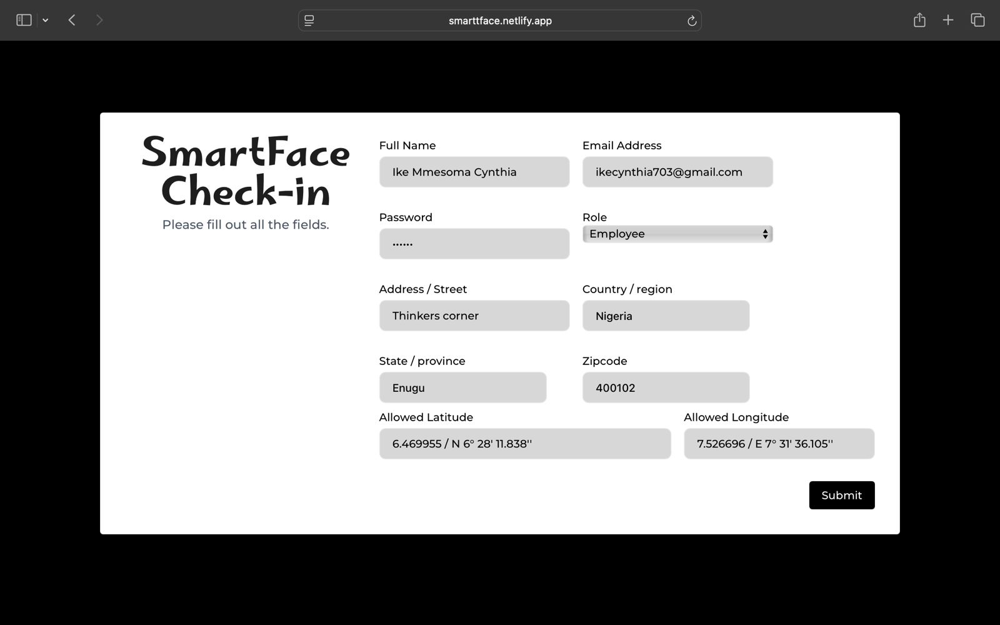 smarttface.netlify.app
SmartFace
Check-in
Please fill out all the fields.
Full Name
Ike Mmesoma Cynthia
Email Address
ikecynthia703@gmail.com
Password
••••••
Role
Employee
Address / Street
Thinkers corner
Country / region
Nigeria
State / province
Enugu
Zipcode
400102
Allowed Latitude
6.469955 / N 6° 28' 11.838''
Allowed Longitude
7.526696 / E 7° 31' 36.105''
Submit